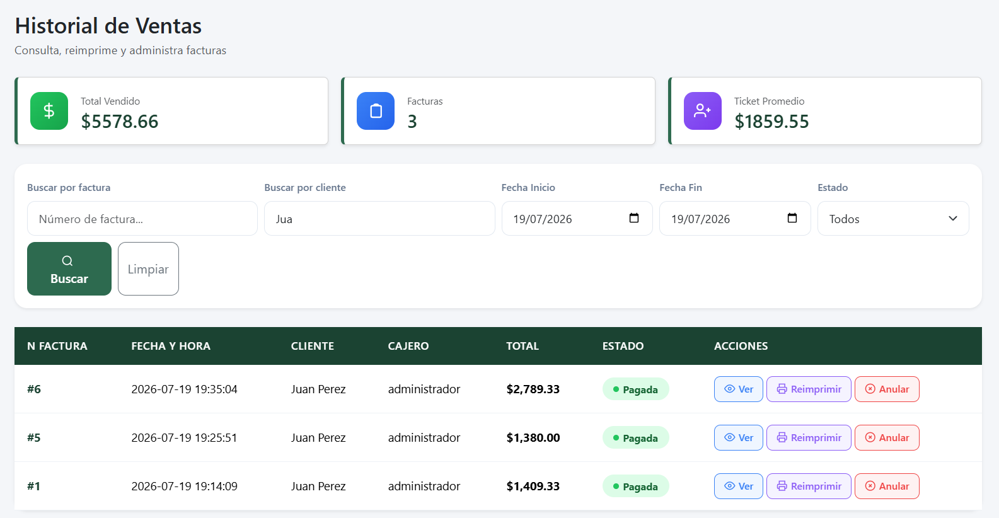 Historial de Ventas
Consulta, reimprime y administra facturas
Total Vendido
$5578.66
Facturas
3
Ticket Promedio
$1859.55
Buscar por factura
Número de factura...
Buscar por cliente
Jua
Fecha Inicio
19/07/2026
Fecha Fin
19/07/2026
Estado
Todos
Buscar
Limpiar
N FACTURA FECHA Y HORA CLIENTE CAJERO TOTAL ESTADO ACCIONES
#6 2026-07-19 19:35:04 Juan Perez administrador $2,789.33 Pagada Ver Reimprimir Anular
#5 2026-07-19 19:25:51 Juan Perez administrador $1,380.00 Pagada Ver Reimprimir Anular
#1 2026-07-19 19:14:09 Juan Perez administrador $1,409.33 Pagada Ver Reimprimir Anular